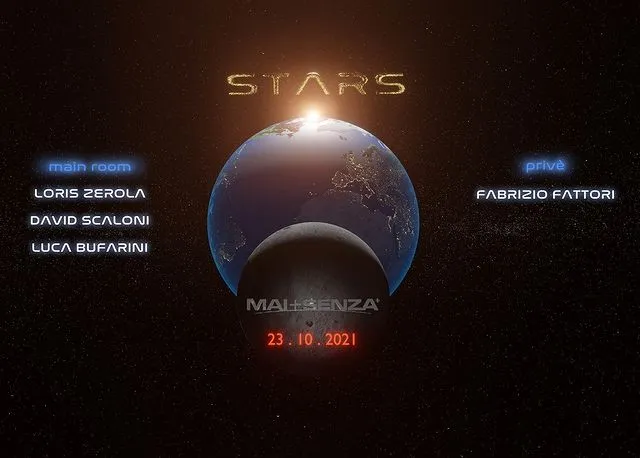 STARS
main room
LORIS ZEROLA
DAVID SCALONI
LUCA BUFARINI
privè
FABRIZIO FATTORI
MAI+SENZA
23 . 10 . 2021